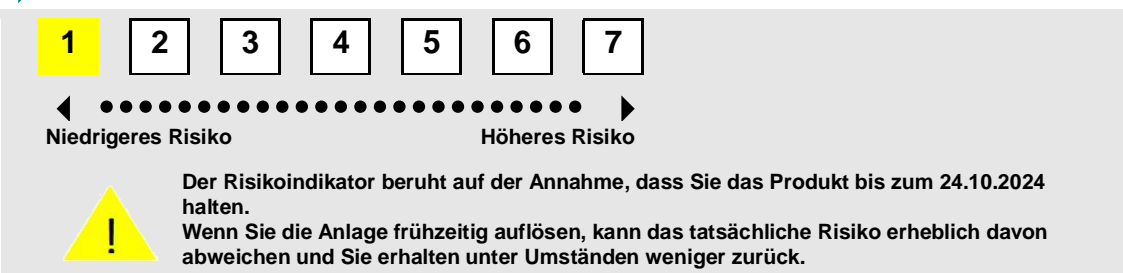 1 2 3 4 5 6 7
Niedrigeres Risiko Höheres Risiko
Der Risikoindikator beruht auf der Annahme, dass Sie das Produkt bis zum 24.10.2024
halten.
Wenn Sie die Anlage frühzeitig auflösen, kann das tatsächliche Risiko erheblich davon
! abweichen und Sie erhalten unter Umständen weniger zurück.